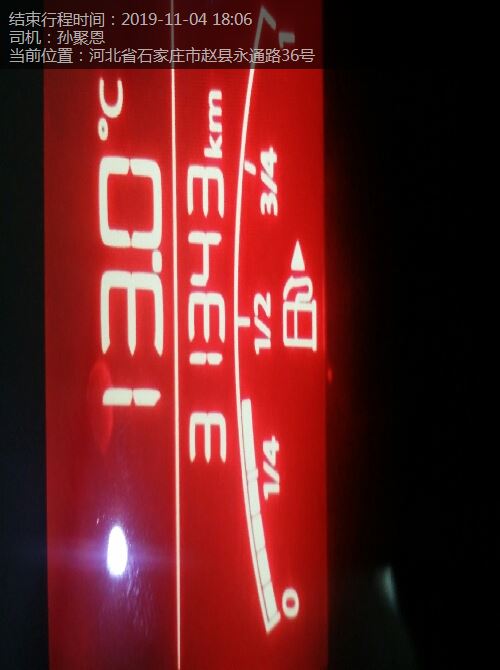 结束行程时间：2019-11-04 18:06
司机：孙聚恩
当前位置：河北省石家庄市赵县永通路36号
13.0°C
31343km
0 1/4 1/2 3/4 1